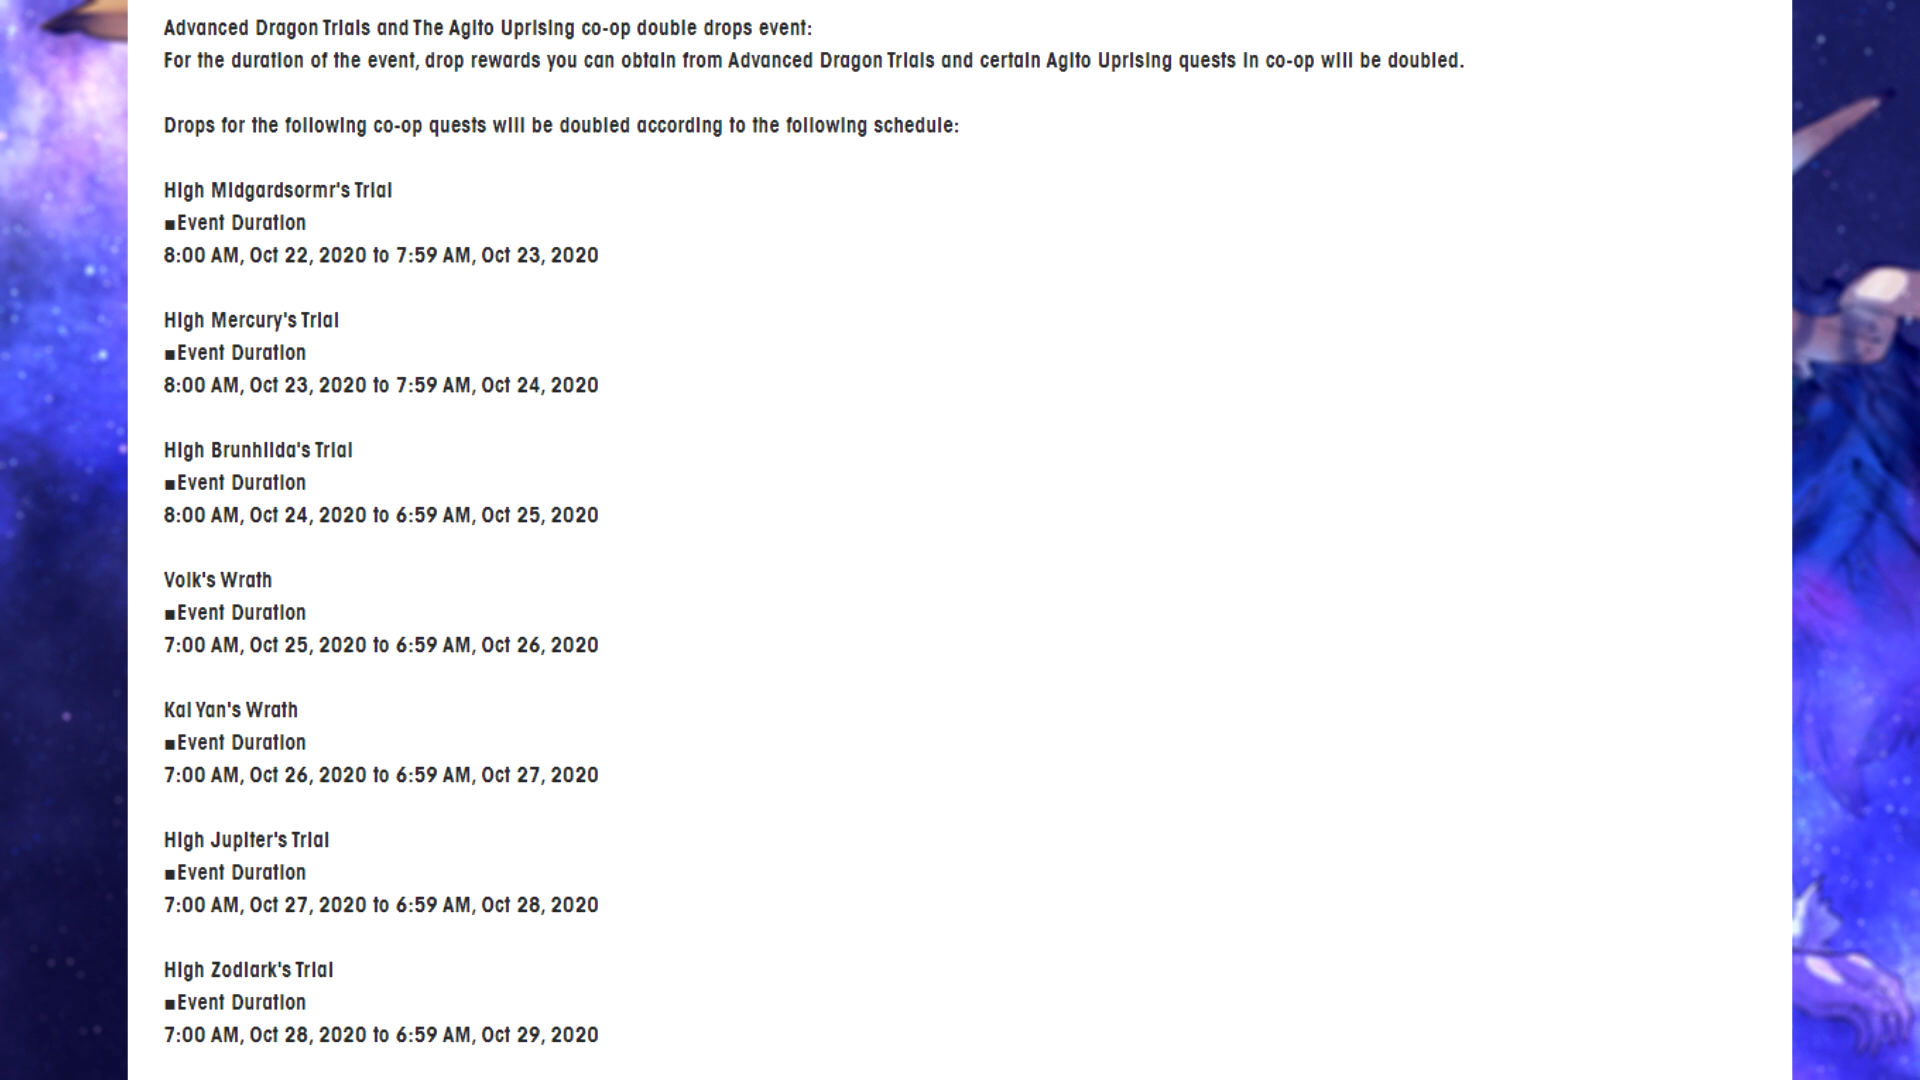 Advanced Dragon Trials and The Agito Uprising co-op double drops event:
For the duration of the event, drop rewards you can obtain from Advanced Dragon Trials and certain Agito Uprising quests in co-op will be doubled.
Drops for the following co-op quests will be doubled according to the following schedule:
High Midgardsormr's Trial
■Event Duration
8:00 AM, Oct 22, 2020 to 7:59 AM, Oct 23, 2020
High Mercury's Trial
■Event Duration
8:00 AM, Oct 23, 2020 to 7:59 AM, Oct 24, 2020
High Brunhilda's Trial
■Event Duration
8:00 AM, Oct 24, 2020 to 6:59 AM, Oct 25, 2020
Volk's Wrath
■Event Duration
7:00 AM, Oct 25, 2020 to 6:59 AM, Oct 26, 2020
Kai Yan's Wrath
■Event Duration
7:00 AM, Oct 26, 2020 to 6:59 AM, Oct 27, 2020
High Jupiter's Trial
■Event Duration
7:00 AM, Oct 27, 2020 to 6:59 AM, Oct 28, 2020
High Zodiark's Trial
■Event Duration
7:00 AM, Oct 28, 2020 to 6:59 AM, Oct 29, 2020